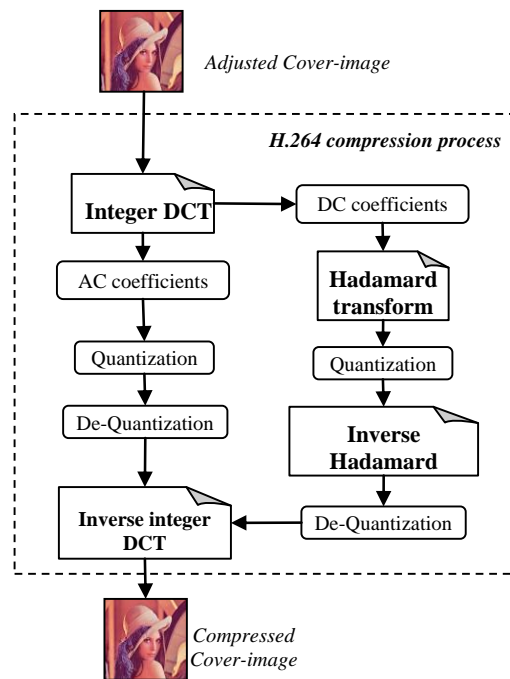 Adjusted Cover-image
H.264 compression process
Integer DCT
DC coefficients
AC coefficients
Hadamard
transform
Quantization
Quantization
De-Quantization
Inverse
Hadamard
Inverse integer
DCT
De-Quantization
Compressed
Cover-image